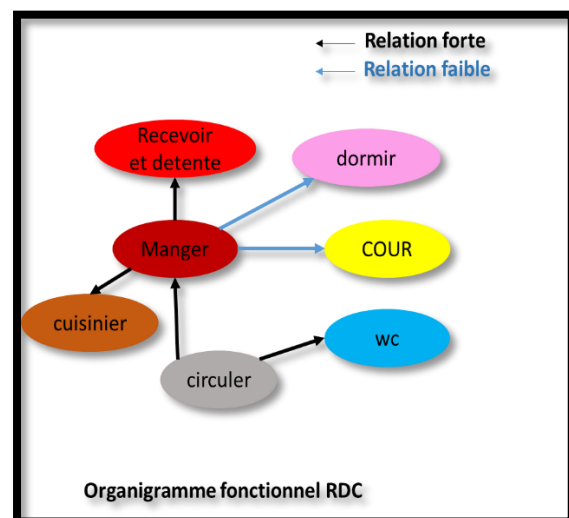 Relation forte
Relation faible
Recevoir
et detente
dormir
Manger
COUR
cuisinier
wc
circuler
Organigramme fonctionnel RDC